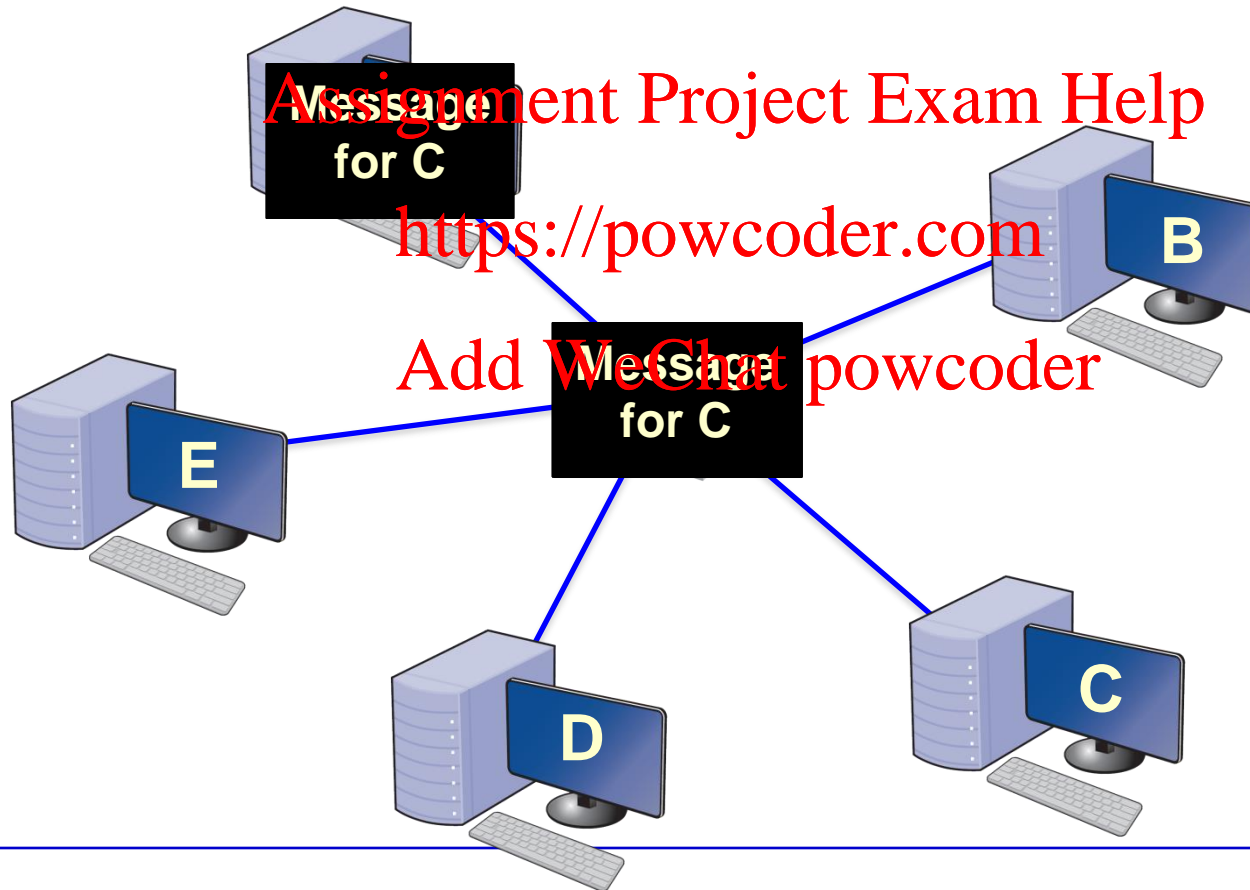 Assignment Project Exam Help
Message
for C
https://powcoder.com
B
Add WeChat powcoder
Message
for C
E
C
D